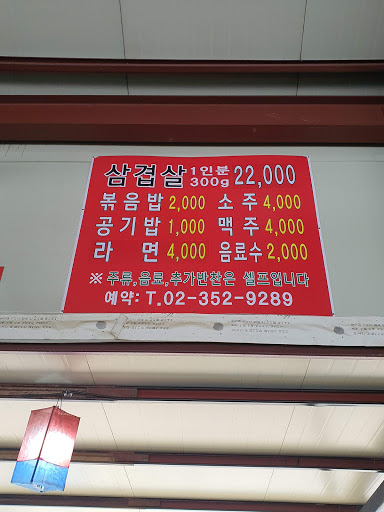 삼겹살 1인분 300g 22,000
볶음밥 2,000 소주 4,000
공기밥 1,000 맥주 4,000
라면 4,000 음료수 2,000
※ 주류,음료,추가반찬은 셀프입니다
예약: T.02-352-9289